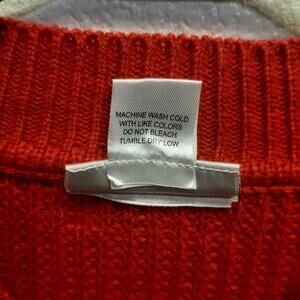 MACHINE WASH COLD
WITH LIKE COLORS
DO NOT BLEACH
TUMBLE DRY LOW